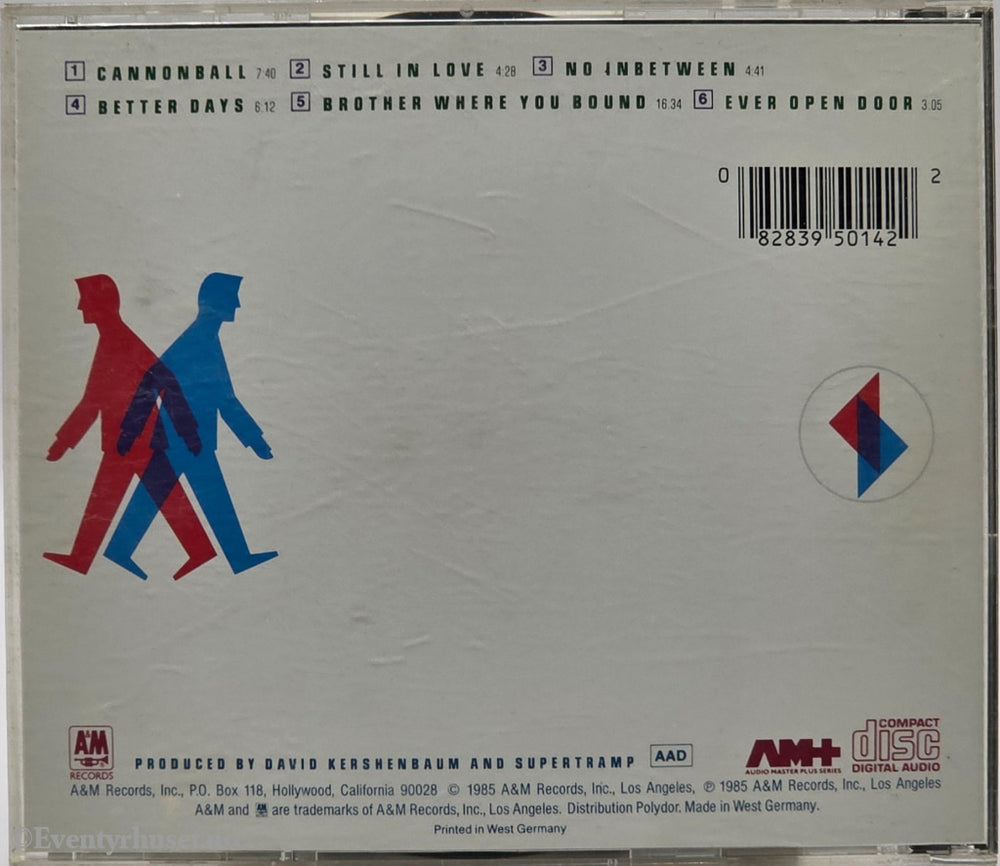 1 CANNONBALL 7:40 2 STILL IN LOVE 4:28 3 NO INBETWEEN 4:41
4 BETTER DAYS 6.12 5 BROTHER WHERE YOU BOUND 16.34 6 EVER OPEN DOOR 3.05
0 82839 50142 2
A&M
RECORDS
PRODUCED BY DAVID KERSHENBAUM AND SUPERTRAMP AAD
AM+
AUDIO MASTER PLUS SERIES
COMPACT
disc
DIGITAL AUDIO
A&M Records, Inc., P.O. Box 118, Hollywood, California 90028 © 1985 A&M Records, Inc., Los Angeles, ℗ 1985 A&M Records, Inc., Los Angeles
A&M and A&M are trademarks of A&M Records, Inc., Los Angeles. Distribution Polydor. Made in West Germany.
Printed in West Germany
©Eventyrhuset